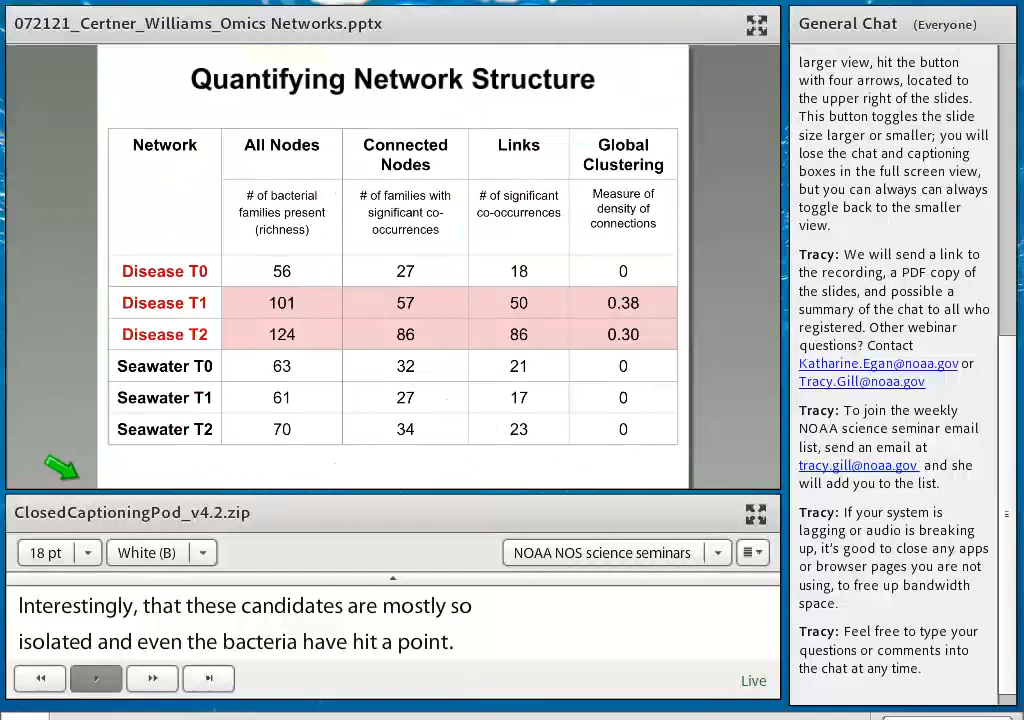 072121_Certner_Williams_Omics Networks.pptx
Quantifying Network Structure
Network All Nodes Connected Nodes Links Global Clustering
# of bacterial families present (richness) # of families with significant co-occurrences # of significant co-occurrences Measure of density of connections
Disease T0 56 27 18 0
Disease T1 101 57 50 0.38
Disease T2 124 86 86 0.30
Seawater T0 63 32 21 0
Seawater T1 61 27 17 0
Seawater T2 70 34 23 0
ClosedCaptioningPod_v4.2.zip
18 pt White (B) NOAA NOS science seminars
Interestingly, that these candidates are mostly so
isolated and even the bacteria have hit a point.
Live
General Chat (Everyone)
larger view, hit the button
with four arrows, located to
the upper right of the slides.
This button toggles the slide
size larger or smaller; you will
lose the chat and captioning
boxes in the full screen view,
but you can always can always
toggle back to the smaller
view.
Tracy: We will send a link to
the recording, a PDF copy of
the slides, and possible a
summary of the chat to all who
registered. Other webinar
questions? Contact
Katharine.Egan@noaa.gov or
Tracy.Gill@noaa.gov
Tracy: To join the weekly
NOAA science seminar email
list, send an email at
tracy.gill@noaa.gov and she
will add you to the list.
Tracy: If your system is
lagging or audio is breaking
up, it's good to close any apps
or browser pages you are not
using, to free up bandwidth
space.
Tracy: Feel free to type your
questions or comments into
the chat at any time.